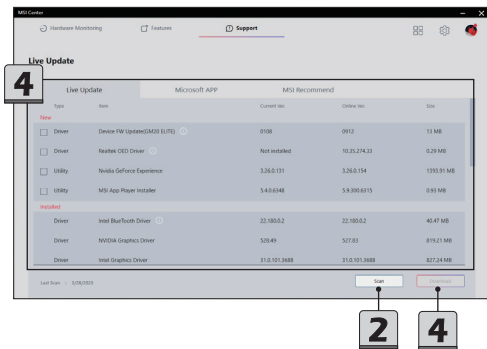 MSI Center
Hardware Monitoring Features Support
Live Update
4
Live Update Microsoft APP MSI Recommend
Type Item Current Ver. Online Ver. Size
New
Driver Device FW Update(GM20 ELITE) 0108 0912 13 MB
Driver Realtek OED Driver Not installed 10.35.274.33 0.29 MB
Utility Nvidia GeForce Experience 3.26.0.131 3.26.0.154 1393.91 MB
Utility MSI App Player Installer 5.4.0.6348 5.9.300.6315 0.93 MB
Installed
Driver Intel BlueTooth Driver 22.180.0.2 22.180.0.2 40.47 MB
Driver NVIDIA Graphics Driver 528.49 527.83 819.21 MB
Driver Intel Graphics Driver 31.0.101.3688 31.0.101.3688 827.24 MB
Last Scan : 3/28/2023 Scan Download
2 4